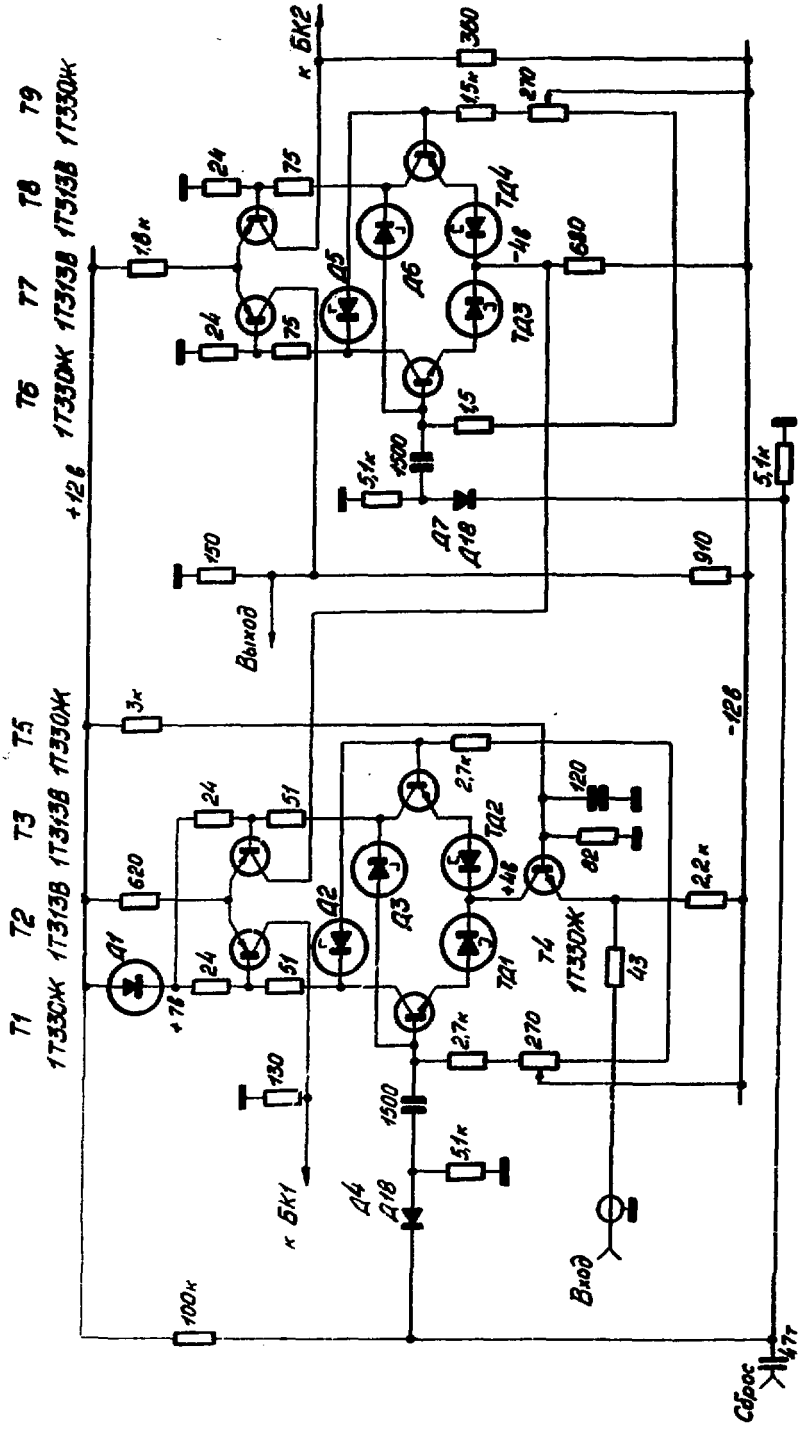 Т1 Т2 Т3 Т5 Т6 Т7 Т8 Т9
1Т33СЖ 1Т313В 1Т313В 1Т330Ж 1Т330Ж 1Т313В 1Т313В 1Т330Ж
+12в
Д1
620
3к
1,8к
100к
+7в
24
24
150
24
24
130
51
51
Выход
75
75
к БК2
к БК1
Д2
Д5
Д3
Д6
Д4
Д18
1500
5,1к
2,7к
2,7к
270
ТД1
ТД2
+4в
5,1к
1500
Д7
Д18
1,5
ТД3
ТД4
-4в
1,5к
270
360
680
Т4
1Т330Ж
82
120
43
2,2к
910
Вход
-12в
5,1к
Сброс
47т